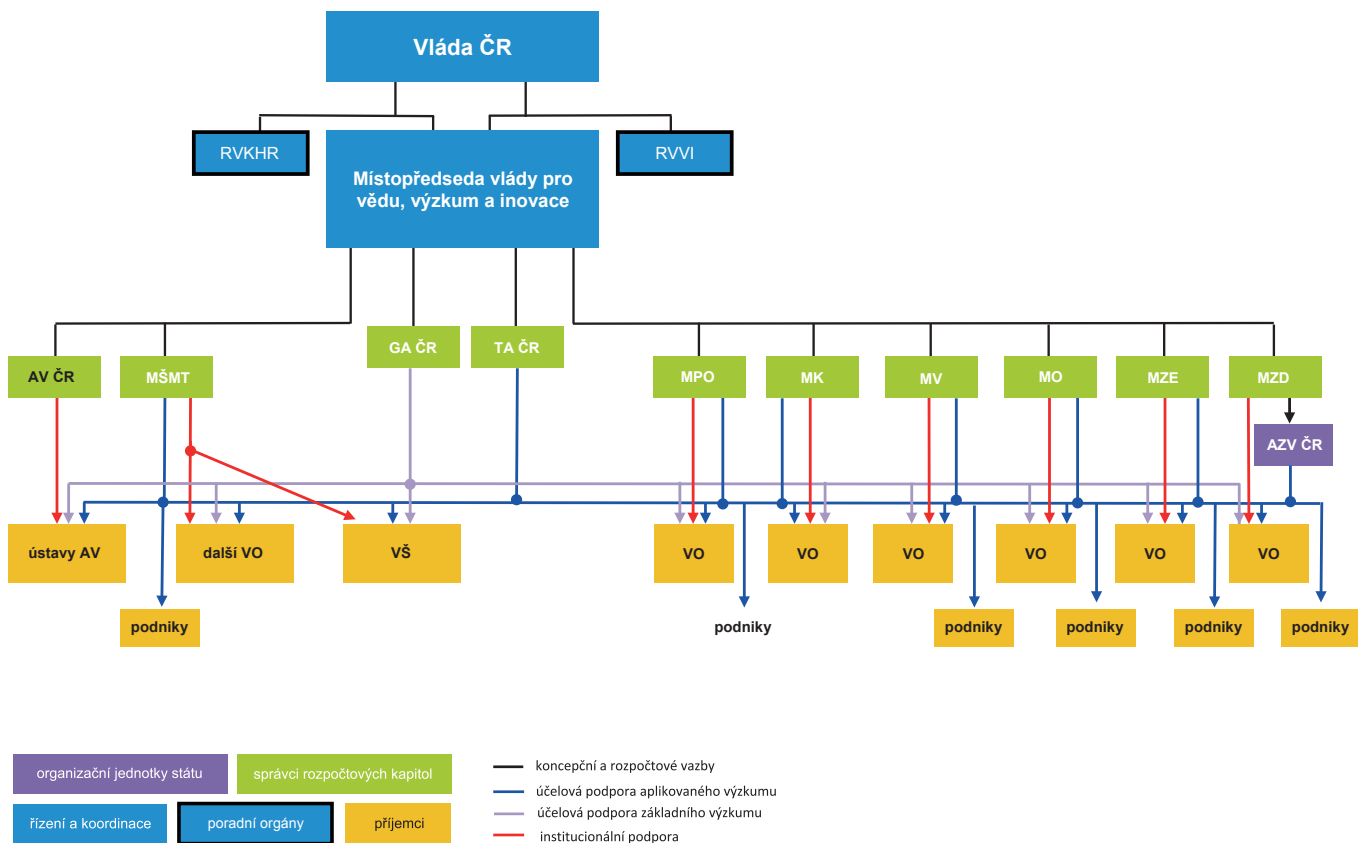 Vláda ČR
RVKHR
RVVI
Místopředseda vlády pro
vědu, výzkum a inovace
GA ČR
TA ČR
AV ČR
MŠMT
MPO
MK
MV
MO
MZE
MZD
AZV ČR
ústavy AV
další VO
VŠ
VO
VO
VO
VO
VO
VO
podniky
podniky
podniky
podniky
podniky
podniky
organizační jednotky státu
správci rozpočtových kapitol
řízení a koordinace
poradní orgány
příjemci
koncepční a rozpočtové vazby
účelová podpora aplikovaného výzkumu
účelová podpora základního výzkumu
institucionální podpora